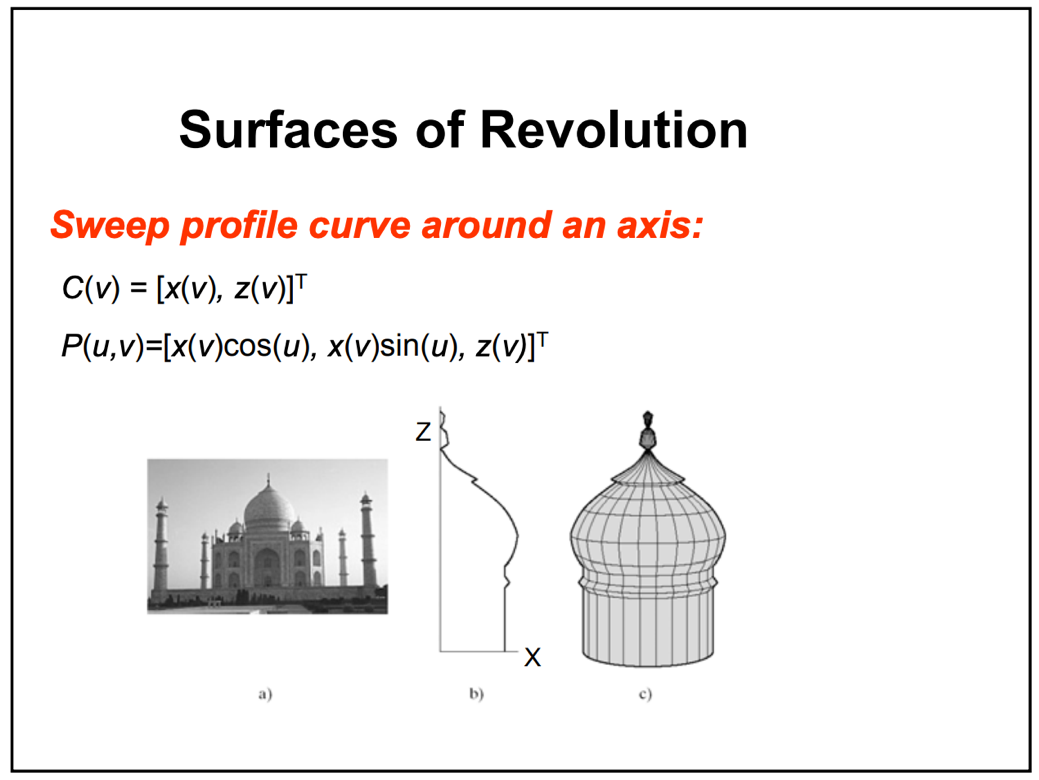 Surfaces of Revolution
Sweep profile curve around an axis:
C(v) = [x(v), z(v)]ᵀ
P(u,v)=[x(v)cos(u), x(v)sin(u), z(v)]ᵀ
Z
X
a)
b)
c)